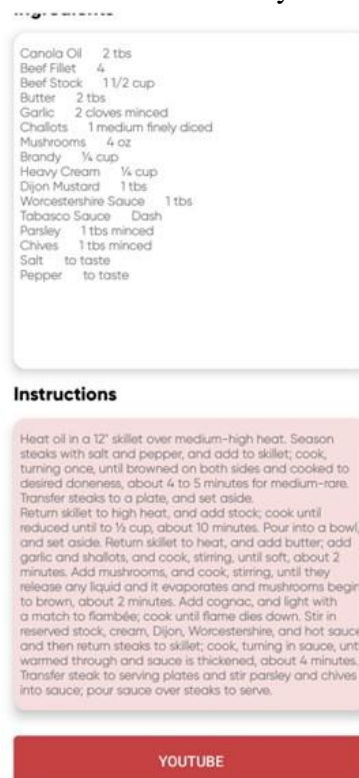 Ingredients
Canola Oil 2 tbs
Beef Fillet 4
Beef Stock 1 1/2 cup
Butter 2 tbs
Garlic 2 cloves minced
Challots 1 medium finely diced
Mushrooms 4 oz
Brandy ¼ cup
Heavy Cream ¼ cup
Dijon Mustard 1 tbs
Worcestershire Sauce 1 tbs
Tabasco Sauce Dash
Parsley 1 tbs minced
Chives 1 tbs minced
Salt to taste
Pepper to taste
Instructions
Heat oil in a 12" skillet over medium-high heat. Season
steaks with salt and pepper, and add to skillet; cook,
turning once, until browned on both sides and cooked to
desired doneness, about 4 to 5 minutes for medium-rare.
Transfer steaks to a plate, and set aside.
Return skillet to high heat, and add stock; cook until
reduced until to ½ cup, about 10 minutes. Pour into a bowl,
and set aside. Return skillet to heat, and add butter; add
garlic and shallots, and cook, stirring, until soft, about 2
minutes. Add mushrooms, and cook, stirring, until they
release any liquid and it evaporates and mushrooms begin
to brown, about 2 minutes. Add cognac, and light with
a match to flambée; cook until flame dies down. Stir in
reserved stock, cream, Dijon, Worcestershire, and hot sauce
and then return steaks to skillet; cook, turning in sauce, unt
warmed through and sauce is thickened, about 4 minutes.
Transfer steak to serving plates and stir parsley and chives
into sauce; pour sauce over steaks to serve.
YOUTUBE